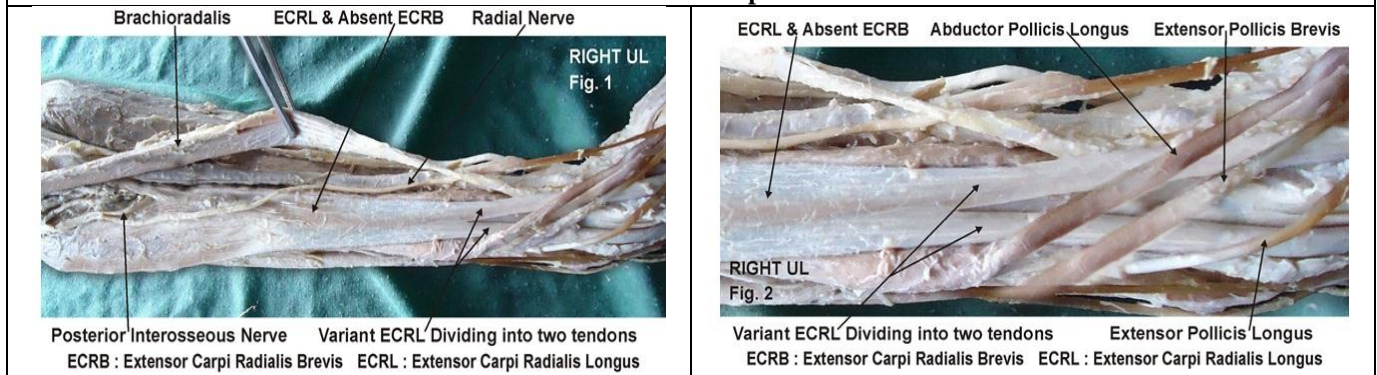 Brachioradalis ECRL & Absent ECRB Radial Nerve
RIGHT UL
Fig. 1
Posterior Interosseous Nerve Variant ECRL Dividing into two tendons
ECRB : Extensor Carpi Radialis Brevis ECRL : Extensor Carpi Radialis Longus
ECRL & Absent ECRB Abductor Pollicis Longus Extensor Pollicis Brevis
RIGHT UL
Fig. 2
Variant ECRL Dividing into two tendons Extensor Pollicis Longus
ECRB : Extensor Carpi Radialis Brevis ECRL : Extensor Carpi Radialis Longus